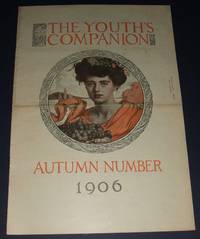 THE YOUTH'S
COMPANION
AUTUMN NUMBER
1906